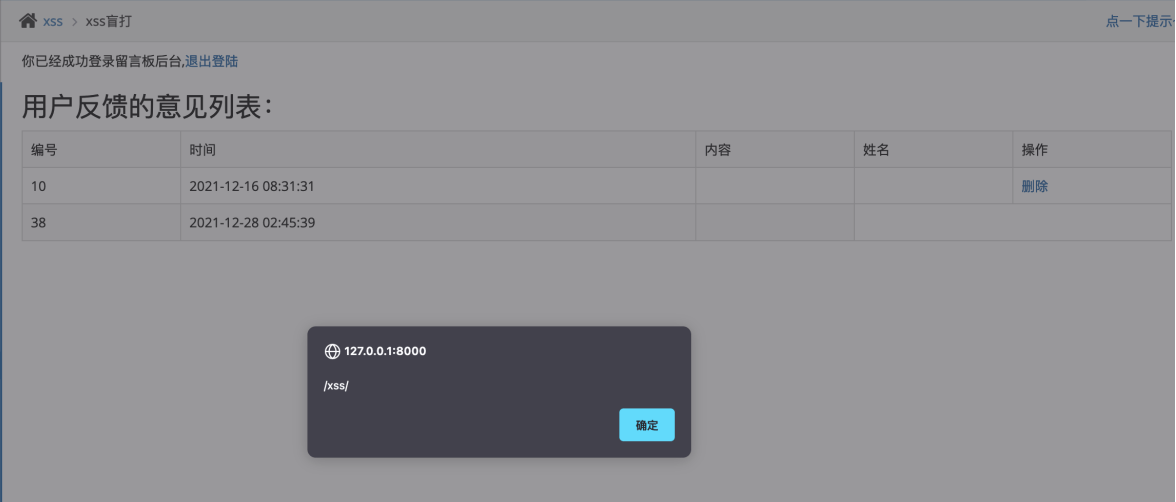 xss > xss盲打 点一下提示
你已经成功登录留言板后台,退出登陆
用户反馈的意见列表：
编号 时间 内容 姓名 操作
10 2021-12-16 08:31:31 删除
38 2021-12-28 02:45:39
127.0.0.1:8000
/xss/
确定